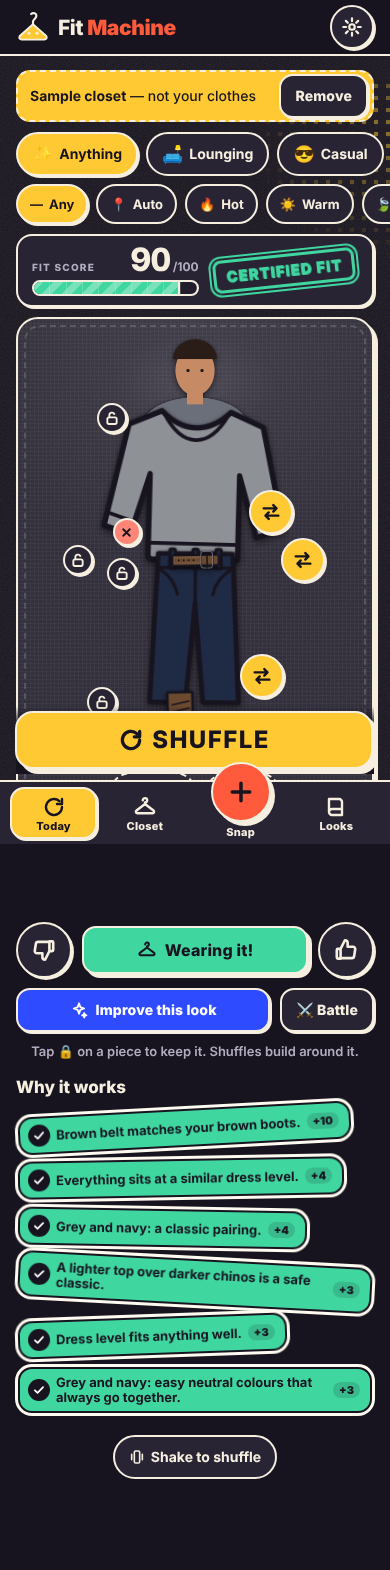 Fit Machine
Sample closet — not your clothes
Remove
✨ Anything
🛋️ Lounging
😎 Casual
— Any
📍 Auto
🔥 Hot
☀️ Warm
FIT SCORE
90/100
CERTIFIED FIT
SHUFFLE
Today
Closet
Snap
Looks
Wearing it!
Improve this look
⚔️ Battle
Tap 🔒 on a piece to keep it. Shuffles build around it.
Why it works
Brown belt matches your brown boots. +10
Everything sits at a similar dress level. +4
Grey and navy: a classic pairing. +4
A lighter top over darker chinos is a safe
classic. +3
Dress level fits anything well. +3
Grey and navy: easy neutral colours that
always go together. +3
Shake to shuffle